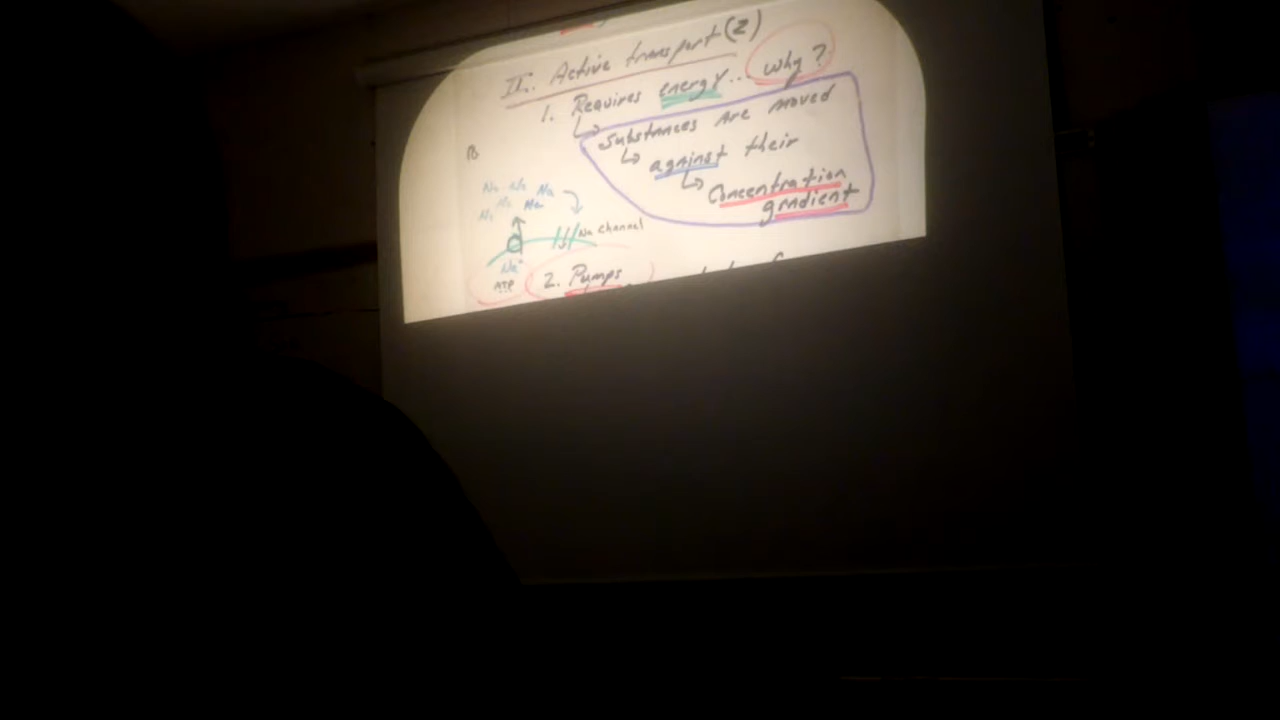 II. Active transport (2)
1. Requires energy... why?
Substances are moved
against their
Concentration
gradient
Na Na Na
Na Na
Na
Na channel
Na+
ATP
2. Pumps